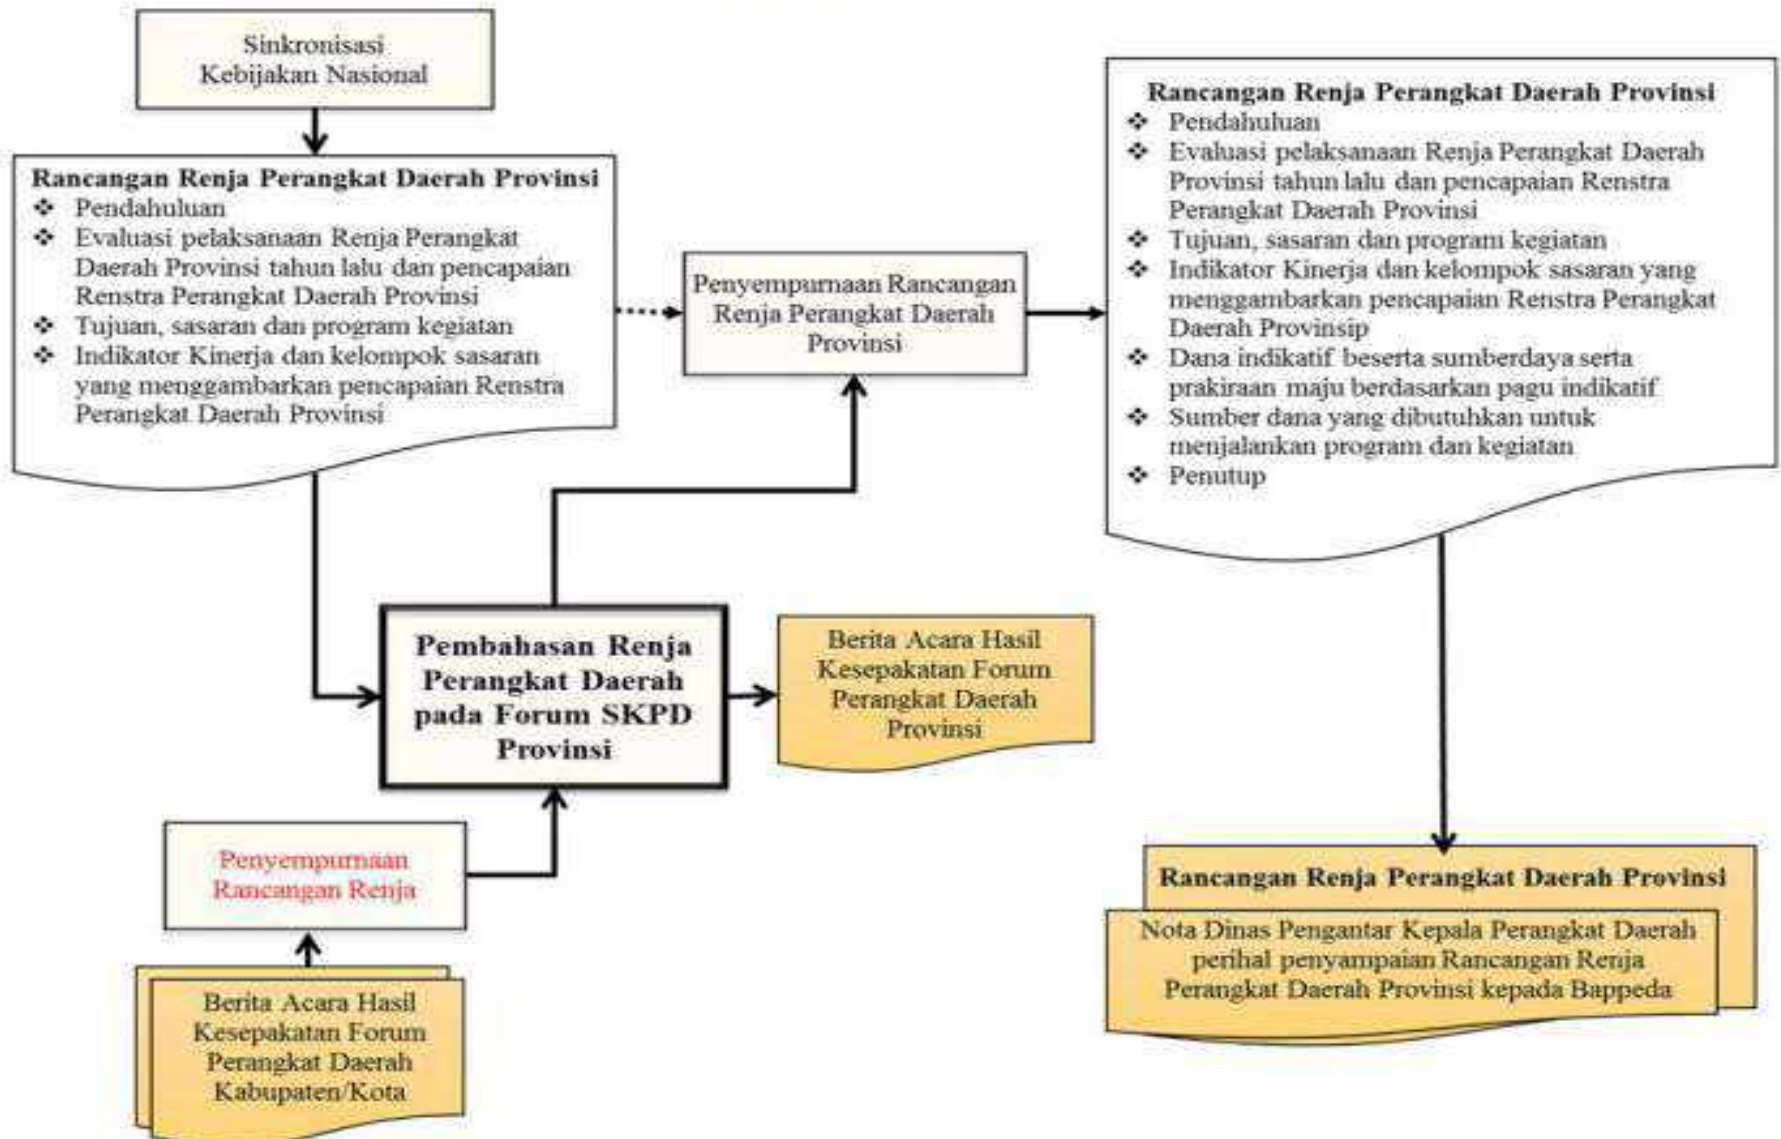 Sinkronisasi
Kebijakan Nasional
Rancangan Renja Perangkat Daerah Provinsi
❖ Pendahuluan
❖ Evaluasi pelaksanaan Renja Perangkat
Daerah Provinsi tahun lalu dan pencapaian
Renstra Perangkat Daerah Provinsi
❖ Tujuan, sasaran dan program kegiatan
❖ Indikator Kinerja dan kelompok sasaran
yang menggambarkan pencapaian Renstra
Perangkat Daerah Provinsi
Penyempurnaan Rancangan
Renja Perangkat Daerah
Provinsi
Rancangan Renja Perangkat Daerah Provinsi
❖ Pendahuluan
❖ Evaluasi pelaksanaan Renja Perangkat Daerah
Provinsi tahun lalu dan pencapaian Renstra
Perangkat Daerah Provinsi
❖ Tujuan, sasaran dan program kegiatan
❖ Indikator Kinerja dan kelompok sasaran yang
menggambarkan pencapaian Renstra Perangkat
Daerah Provinsip
❖ Dana indikatif beserta sumberdaya serta
prakiraan maju berdasarkan pagu indikatif
❖ Sumber dana yang dibutuhkan untuk
menjalankan program dan kegiatan
❖ Penutup
Pembahasan Renja
Perangkat Daerah
pada Forum SKPD
Provinsi
Berita Acara Hasil
Kesepakatan Forum
Perangkat Daerah
Provinsi
Penyempurnaan
Rancangan Renja
Berita Acara Hasil
Kesepakatan Forum
Perangkat Daerah
Kabupaten/Kota
Rancangan Renja Perangkat Daerah Provinsi
Nota Dinas Pengantar Kepala Perangkat Daerah
perihal penyampaian Rancangan Renja
Perangkat Daerah Provinsi kepada Bappeda